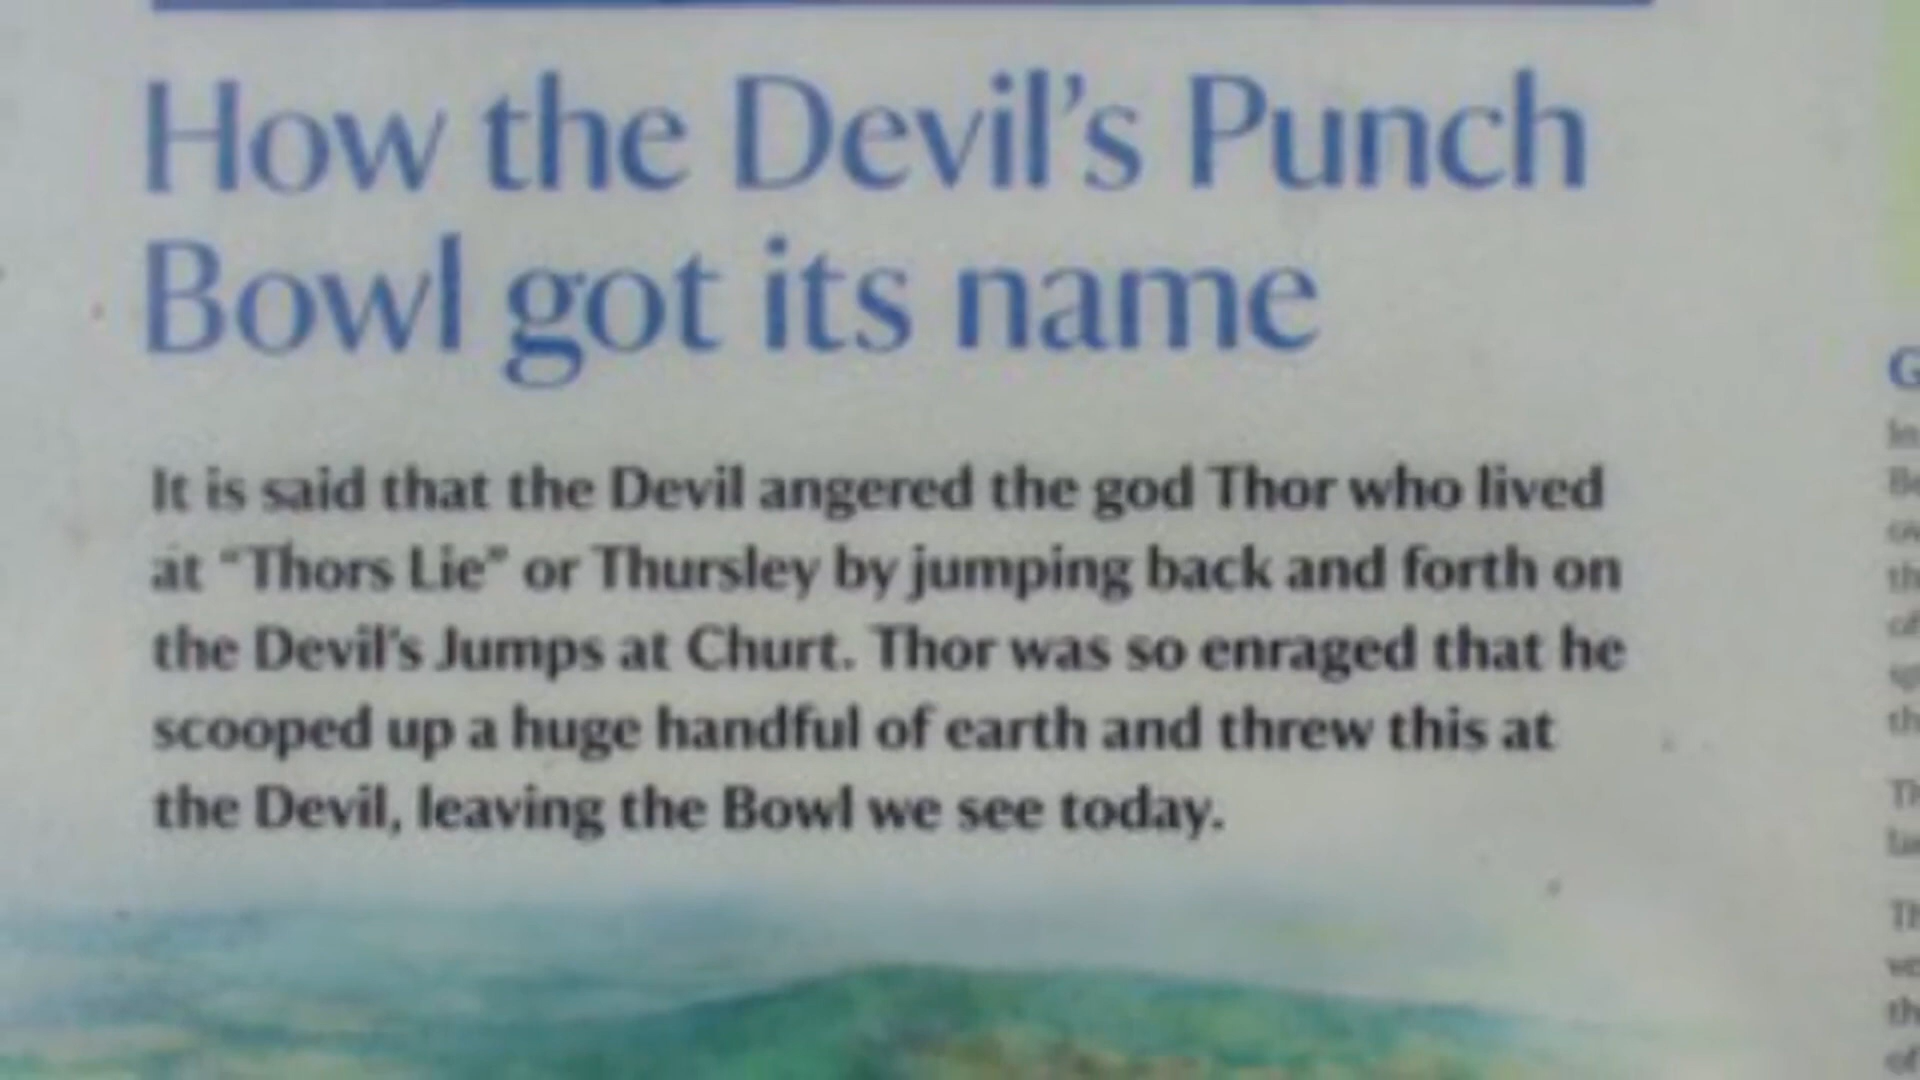 How the Devil's Punch
Bowl got its name
It is said that the Devil angered the god Thor who lived
at “Thors Lie” or Thursley by jumping back and forth on
the Devil's Jumps at Churt. Thor was so enraged that he
scooped up a huge handful of earth and threw this at
the Devil, leaving the Bowl we see today.